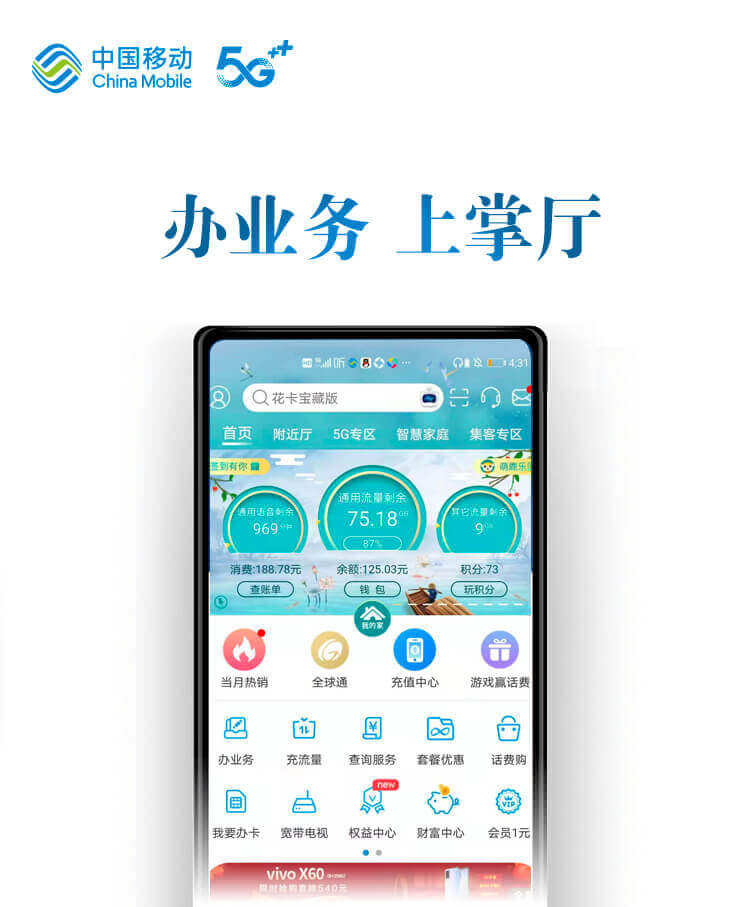 中国移动
China Mobile
5G++
办业务 上掌厅
HD 5G 4:31
花卡宝藏版
首页 附近厅 5G专区 智慧家庭 集客专区
签到有你
萌鹿乐园
通用语音剩余
969分钟
通用流量剩余
75.18GB
87%
其它流量剩余
9GB
消费:188.78元 余额:125.03元 积分:73
查账单 钱包 玩积分
我的家
当月热销 全球通 充值中心 游戏赢话费
办业务 充流量 查询服务 套餐优惠 话费购
new
VIP
我要办卡 宽带电视 权益中心 财富中心 会员1元
vivo X60
限时抢购直降540元